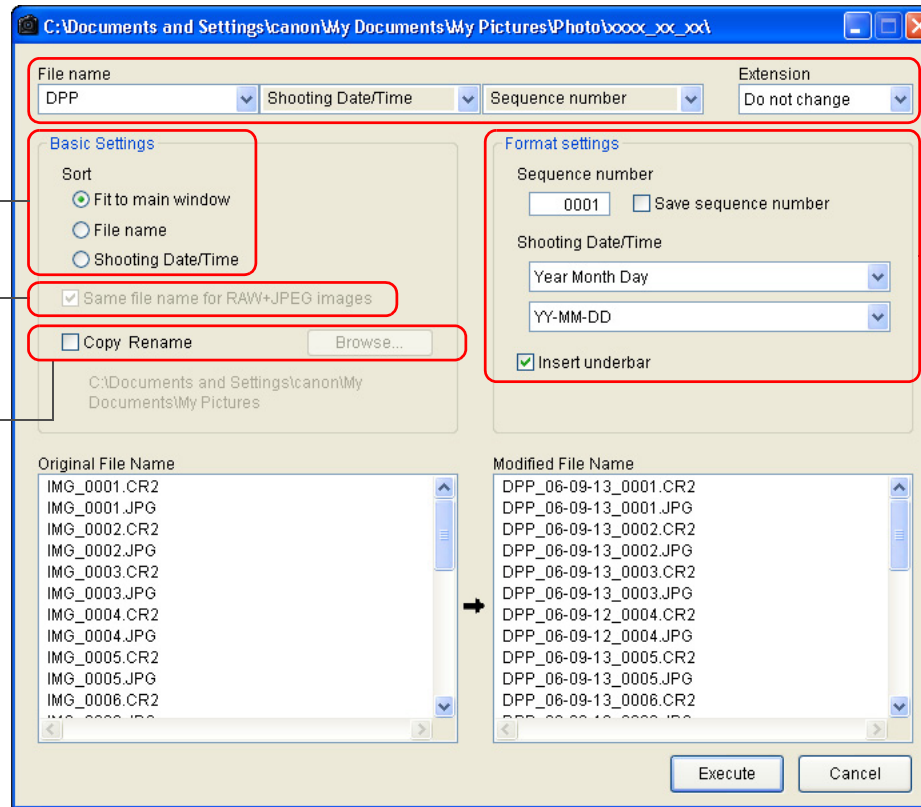 C:\Documents and Settings\canon\My Documents\My Pictures\Photo\xxxx_xx_xx\
File name
Extension
DPP
Shooting Date/Time
Sequence number
Do not change
Basic Settings
Sort
Fit to main window
File name
Shooting Date/Time
Same file name for RAW+JPEG images
Copy Rename
Browse...
C:\Documents and Settings\canon\My
Documents\My Pictures
Format settings
Sequence number
0001
Save sequence number
Shooting Date/Time
Year Month Day
YY-MM-DD
Insert underbar
Original File Name
IMG_0001.CR2
IMG_0001.JPG
IMG_0002.CR2
IMG_0002.JPG
IMG_0003.CR2
IMG_0003.JPG
IMG_0004.CR2
IMG_0004.JPG
IMG_0005.CR2
IMG_0005.JPG
IMG_0006.CR2
Modified File Name
DPP_06-09-13_0001.CR2
DPP_06-09-13_0001.JPG
DPP_06-09-13_0002.CR2
DPP_06-09-13_0002.JPG
DPP_06-09-13_0003.CR2
DPP_06-09-13_0003.JPG
DPP_06-09-12_0004.CR2
DPP_06-09-12_0004.JPG
DPP_06-09-13_0005.CR2
DPP_06-09-13_0005.JPG
DPP_06-09-13_0006.CR2
Execute
Cancel